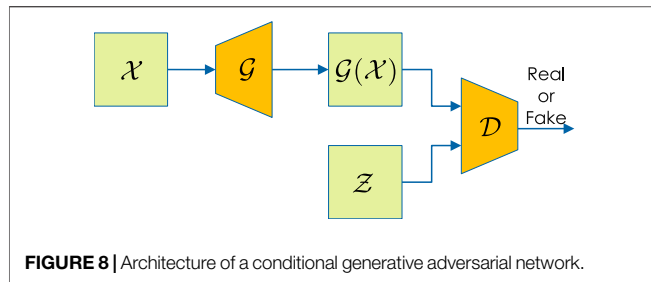 𝒳
𝒢
𝒢(𝒳)
Real
or
Fake
𝒟
𝒵
FIGURE 8 | Architecture of a conditional generative adversarial network.